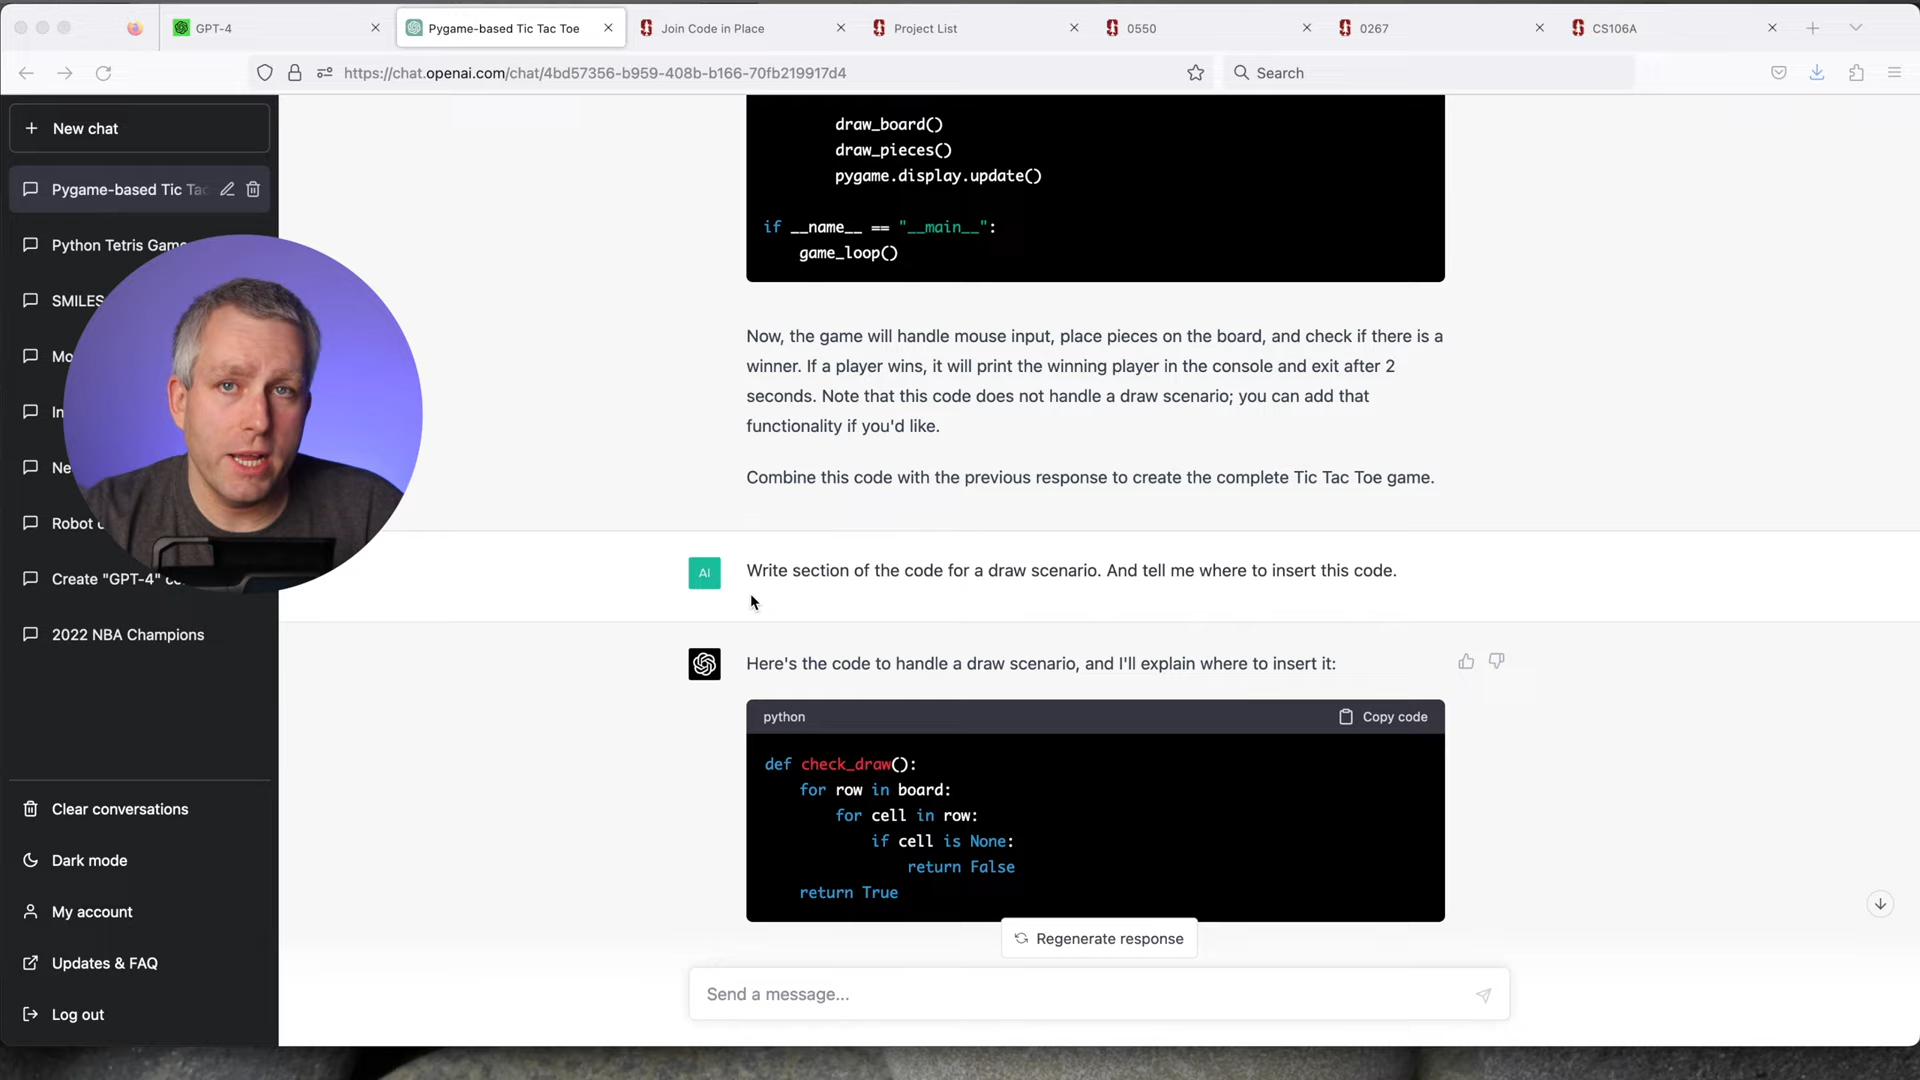 GPT-4
Pygame-based Tic Tac Toe
Join Code in Place
Project List
0550
0267
CS106A
https://chat.openai.com/chat/4bd57356-b959-408b-b166-70fb219917d4
Search
+ New chat
Pygame-based Tic Tac
Python Tetris Game
SMILES
Mo
In
Ne
Robot
Create "GPT-4"
2022 NBA Champions
Clear conversations
Dark mode
My account
Updates & FAQ
Log out
draw_board()
draw_pieces()
pygame.display.update()
if __name__ == "__main__":
game_loop()
Now, the game will handle mouse input, place pieces on the board, and check if there is a
winner. If a player wins, it will print the winning player in the console and exit after 2
seconds. Note that this code does not handle a draw scenario; you can add that
functionality if you'd like.
Combine this code with the previous response to create the complete Tic Tac Toe game.
AI
Write section of the code for a draw scenario. And tell me where to insert this code.
Here's the code to handle a draw scenario, and I'll explain where to insert it:
python
Copy code
def check_draw():
for row in board:
for cell in row:
if cell is None:
return False
return True
Regenerate response
Send a message...